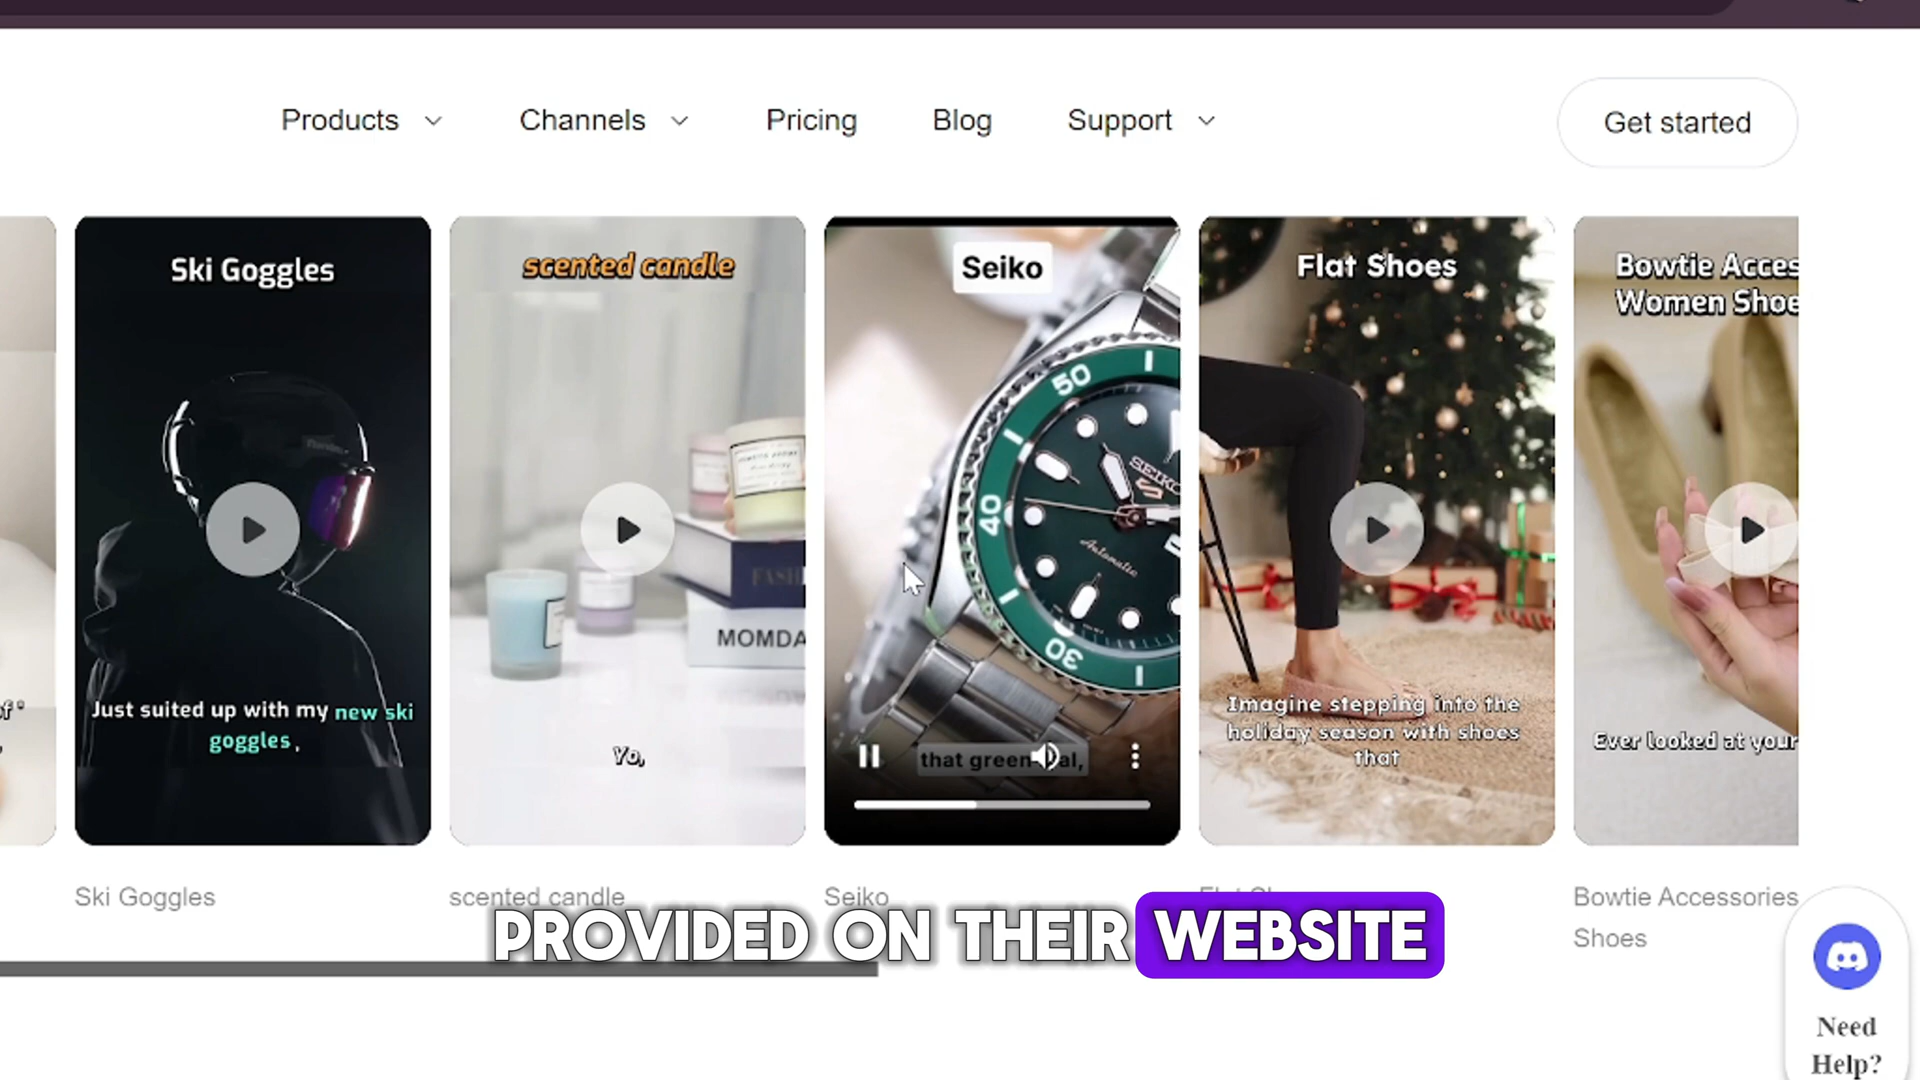 Products
Channels
Pricing
Blog
Support
Get started
Ski Goggles
scented candle
Seiko
Flat Shoes
Bowtie Acces
Women Shoe
50
40
30
SEIKO
5
Automatic
FASH
MOMDA
Just suited up with my new ski
goggles,
Yo,
that green
al,
Imagine stepping into the
holiday season with shoes
that
Ever looked at your
Ski Goggles
scented candle
Seiko
Bowtie Accessories
Shoes
PROVIDED ON THEIR WEBSITE
Need
Help?